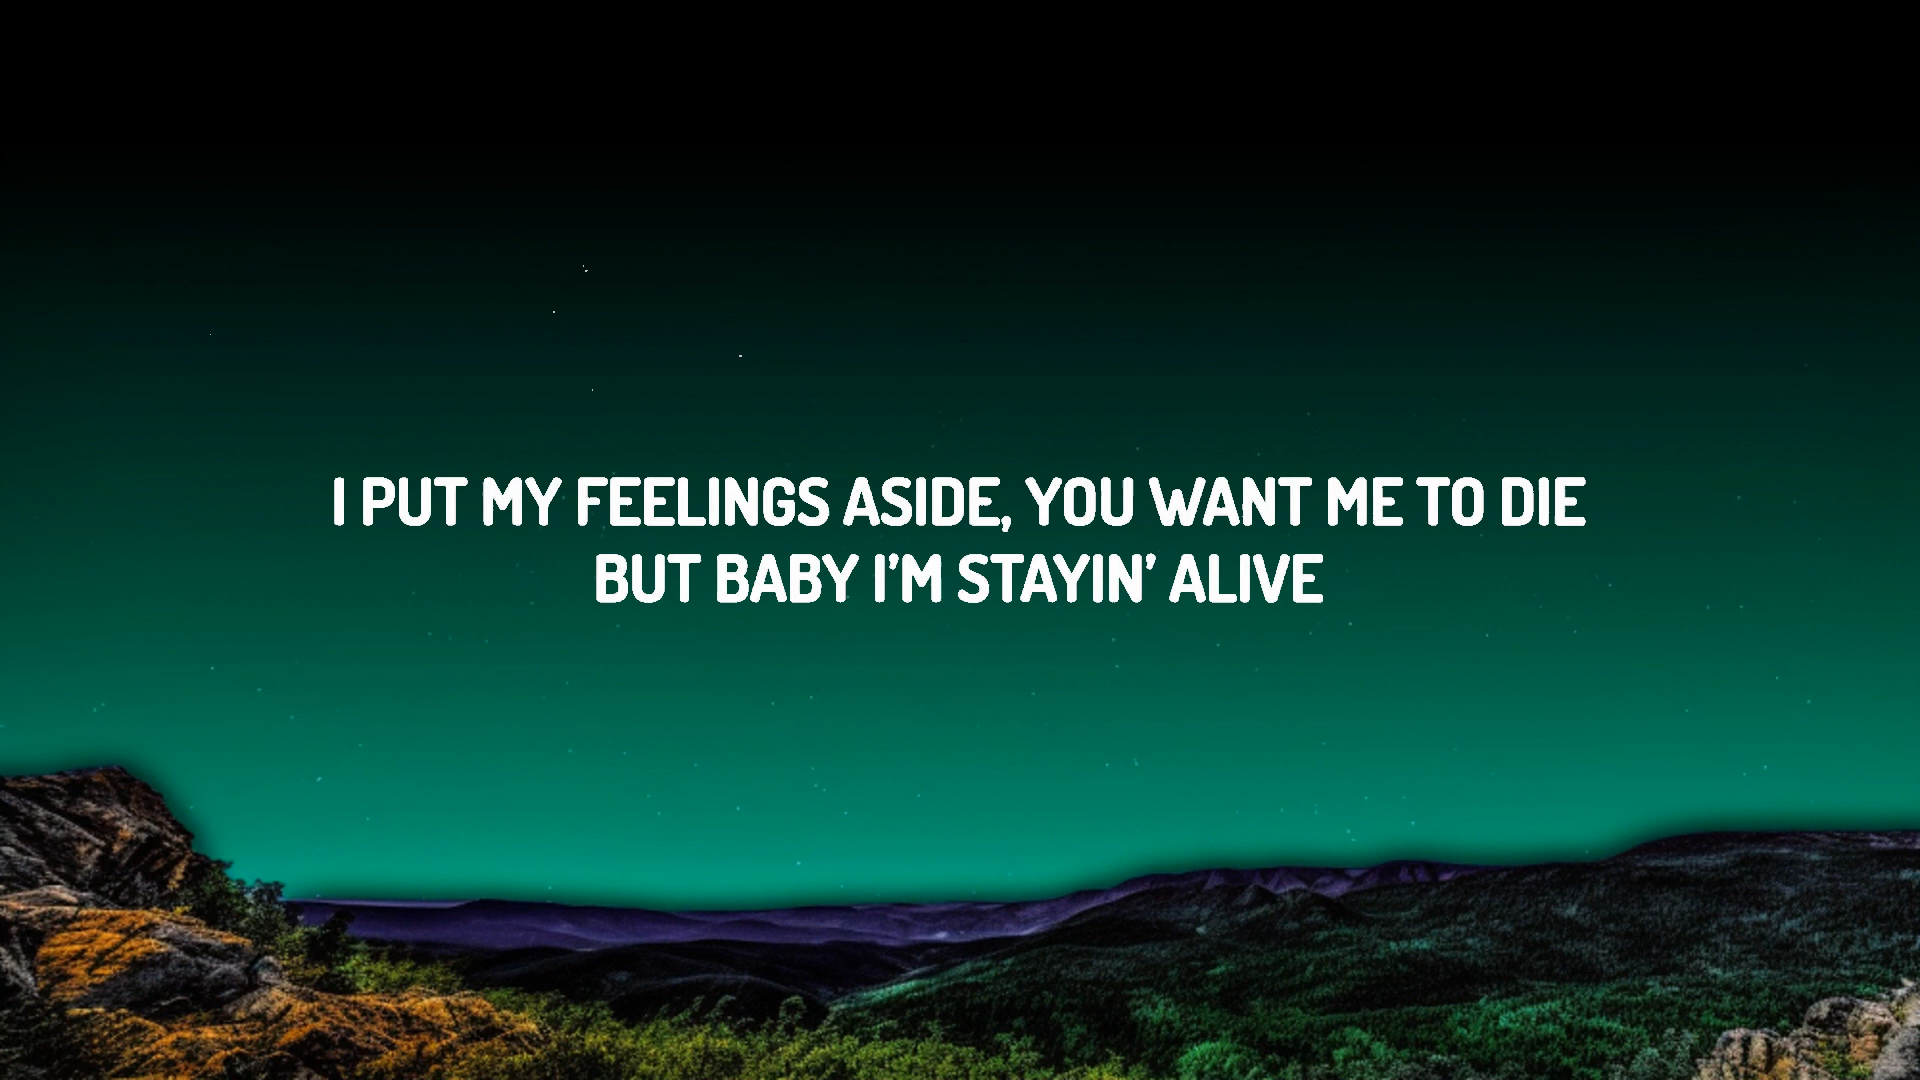 I PUT MY FEELINGS ASIDE, YOU WANT ME TO DIE
BUT BABY I'M STAYIN' ALIVE